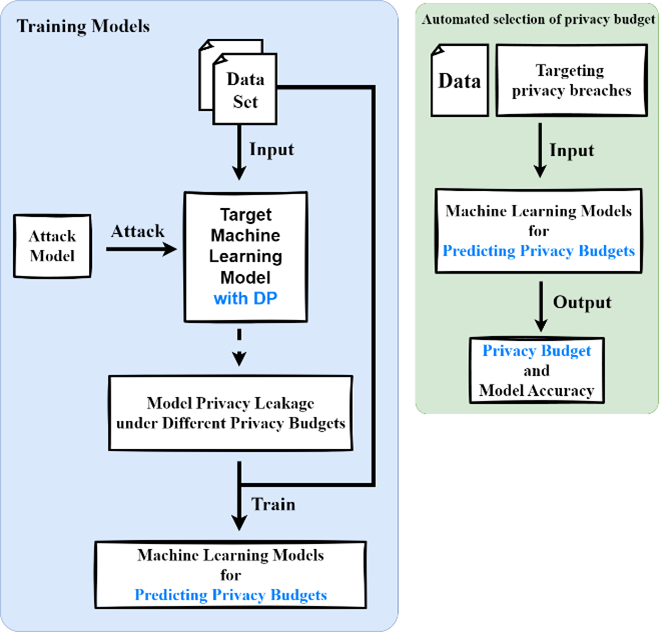 Training Models
Data
Set
Input
Attack
Model
Attack
Target
Machine
Learning
Model
with DP
Model Privacy Leakage
under Different Privacy Budgets
Train
Machine Learning Models
for
Predicting Privacy Budgets
Automated selection of privacy budget
Data
Targeting
privacy breaches
Input
Machine Learning Models
for
Predicting Privacy Budgets
Output
Privacy Budget
and
Model Accuracy